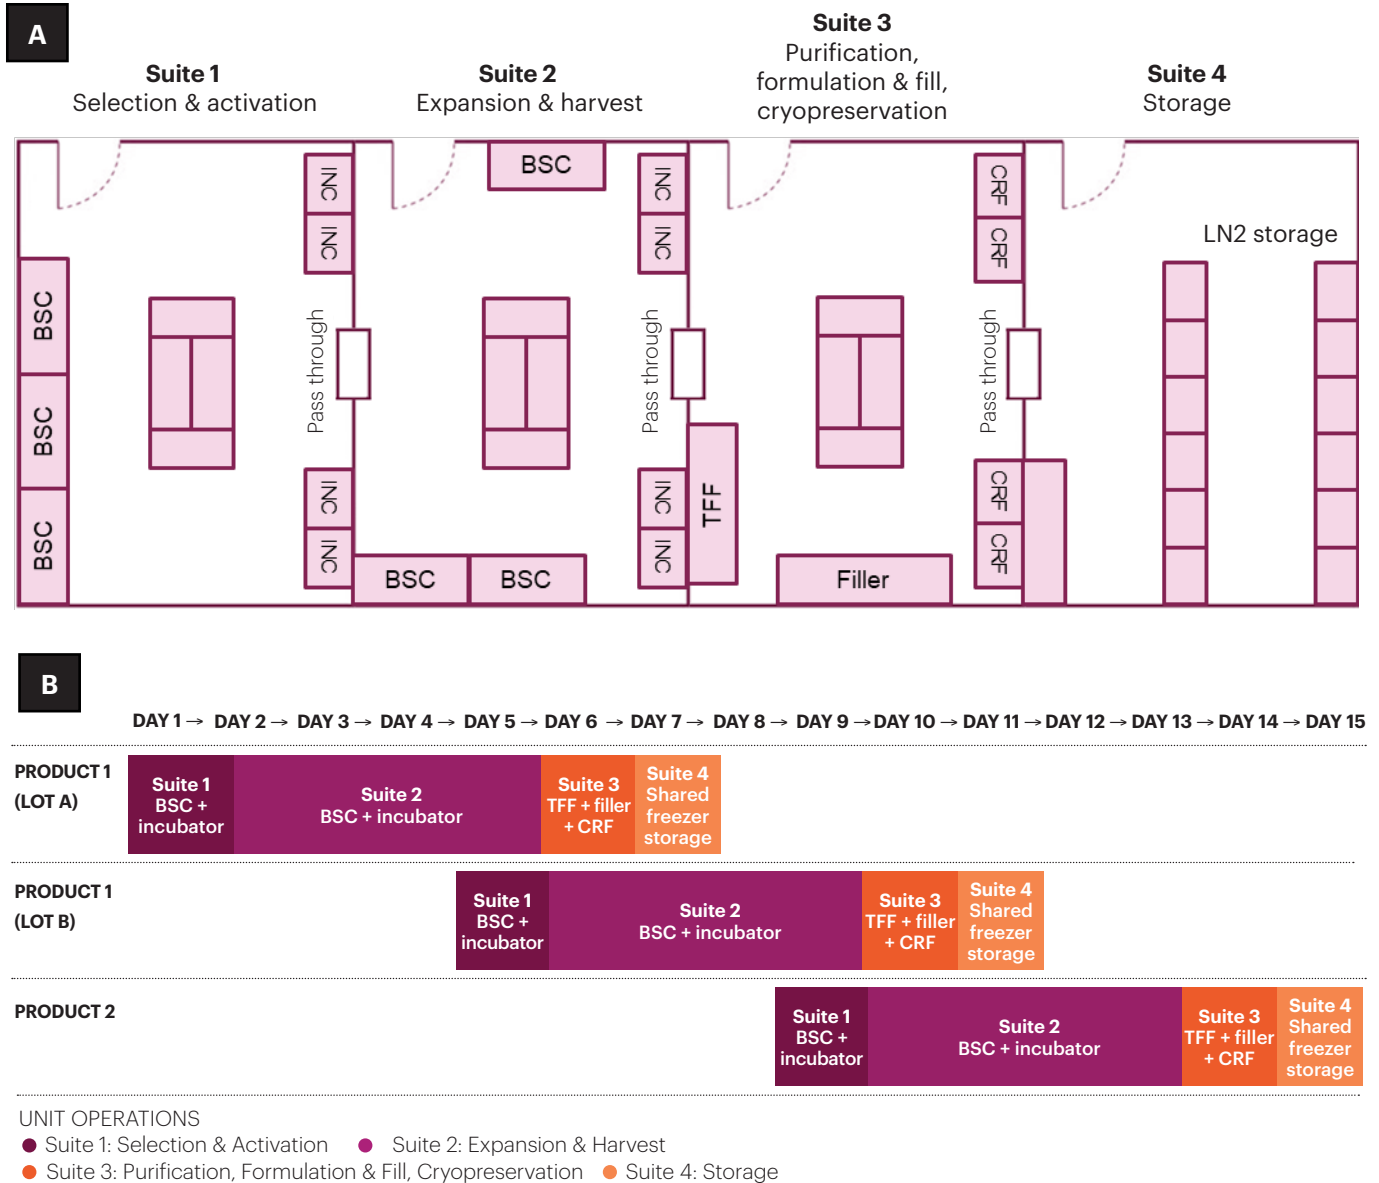 A
Suite 1
Selection & activation
Suite 2
Expansion & harvest
Suite 3
Purification,
formulation & fill,
cryopreservation
Suite 4
Storage
BSC
BSC
BSC
INC
INC
Pass through
INC
INC
BSC
BSC
BSC
INC
INC
Pass through
INC
INC
TFF
Filler
CRF
CRF
Pass through
CRF
CRF
LN2 storage
B
DAY 1 → DAY 2 → DAY 3 → DAY 4 → DAY 5 → DAY 6 → DAY 7 → DAY 8 → DAY 9 → DAY 10 → DAY 11 → DAY 12 → DAY 13 → DAY 14 → DAY 15
PRODUCT 1
(LOT A)
Suite 1
BSC +
incubator
Suite 2
BSC + incubator
Suite 3
TFF + filler
+ CRF
Suite 4
Shared
freezer
storage
PRODUCT 1
(LOT B)
Suite 1
BSC +
incubator
Suite 2
BSC + incubator
Suite 3
TFF + filler
+ CRF
Suite 4
Shared
freezer
storage
PRODUCT 2
Suite 1
BSC +
incubator
Suite 2
BSC + incubator
Suite 3
TFF + filler
+ CRF
Suite 4
Shared
freezer
storage
UNIT OPERATIONS
Suite 1: Selection & Activation
Suite 2: Expansion & Harvest
Suite 3: Purification, Formulation & Fill, Cryopreservation
Suite 4: Storage